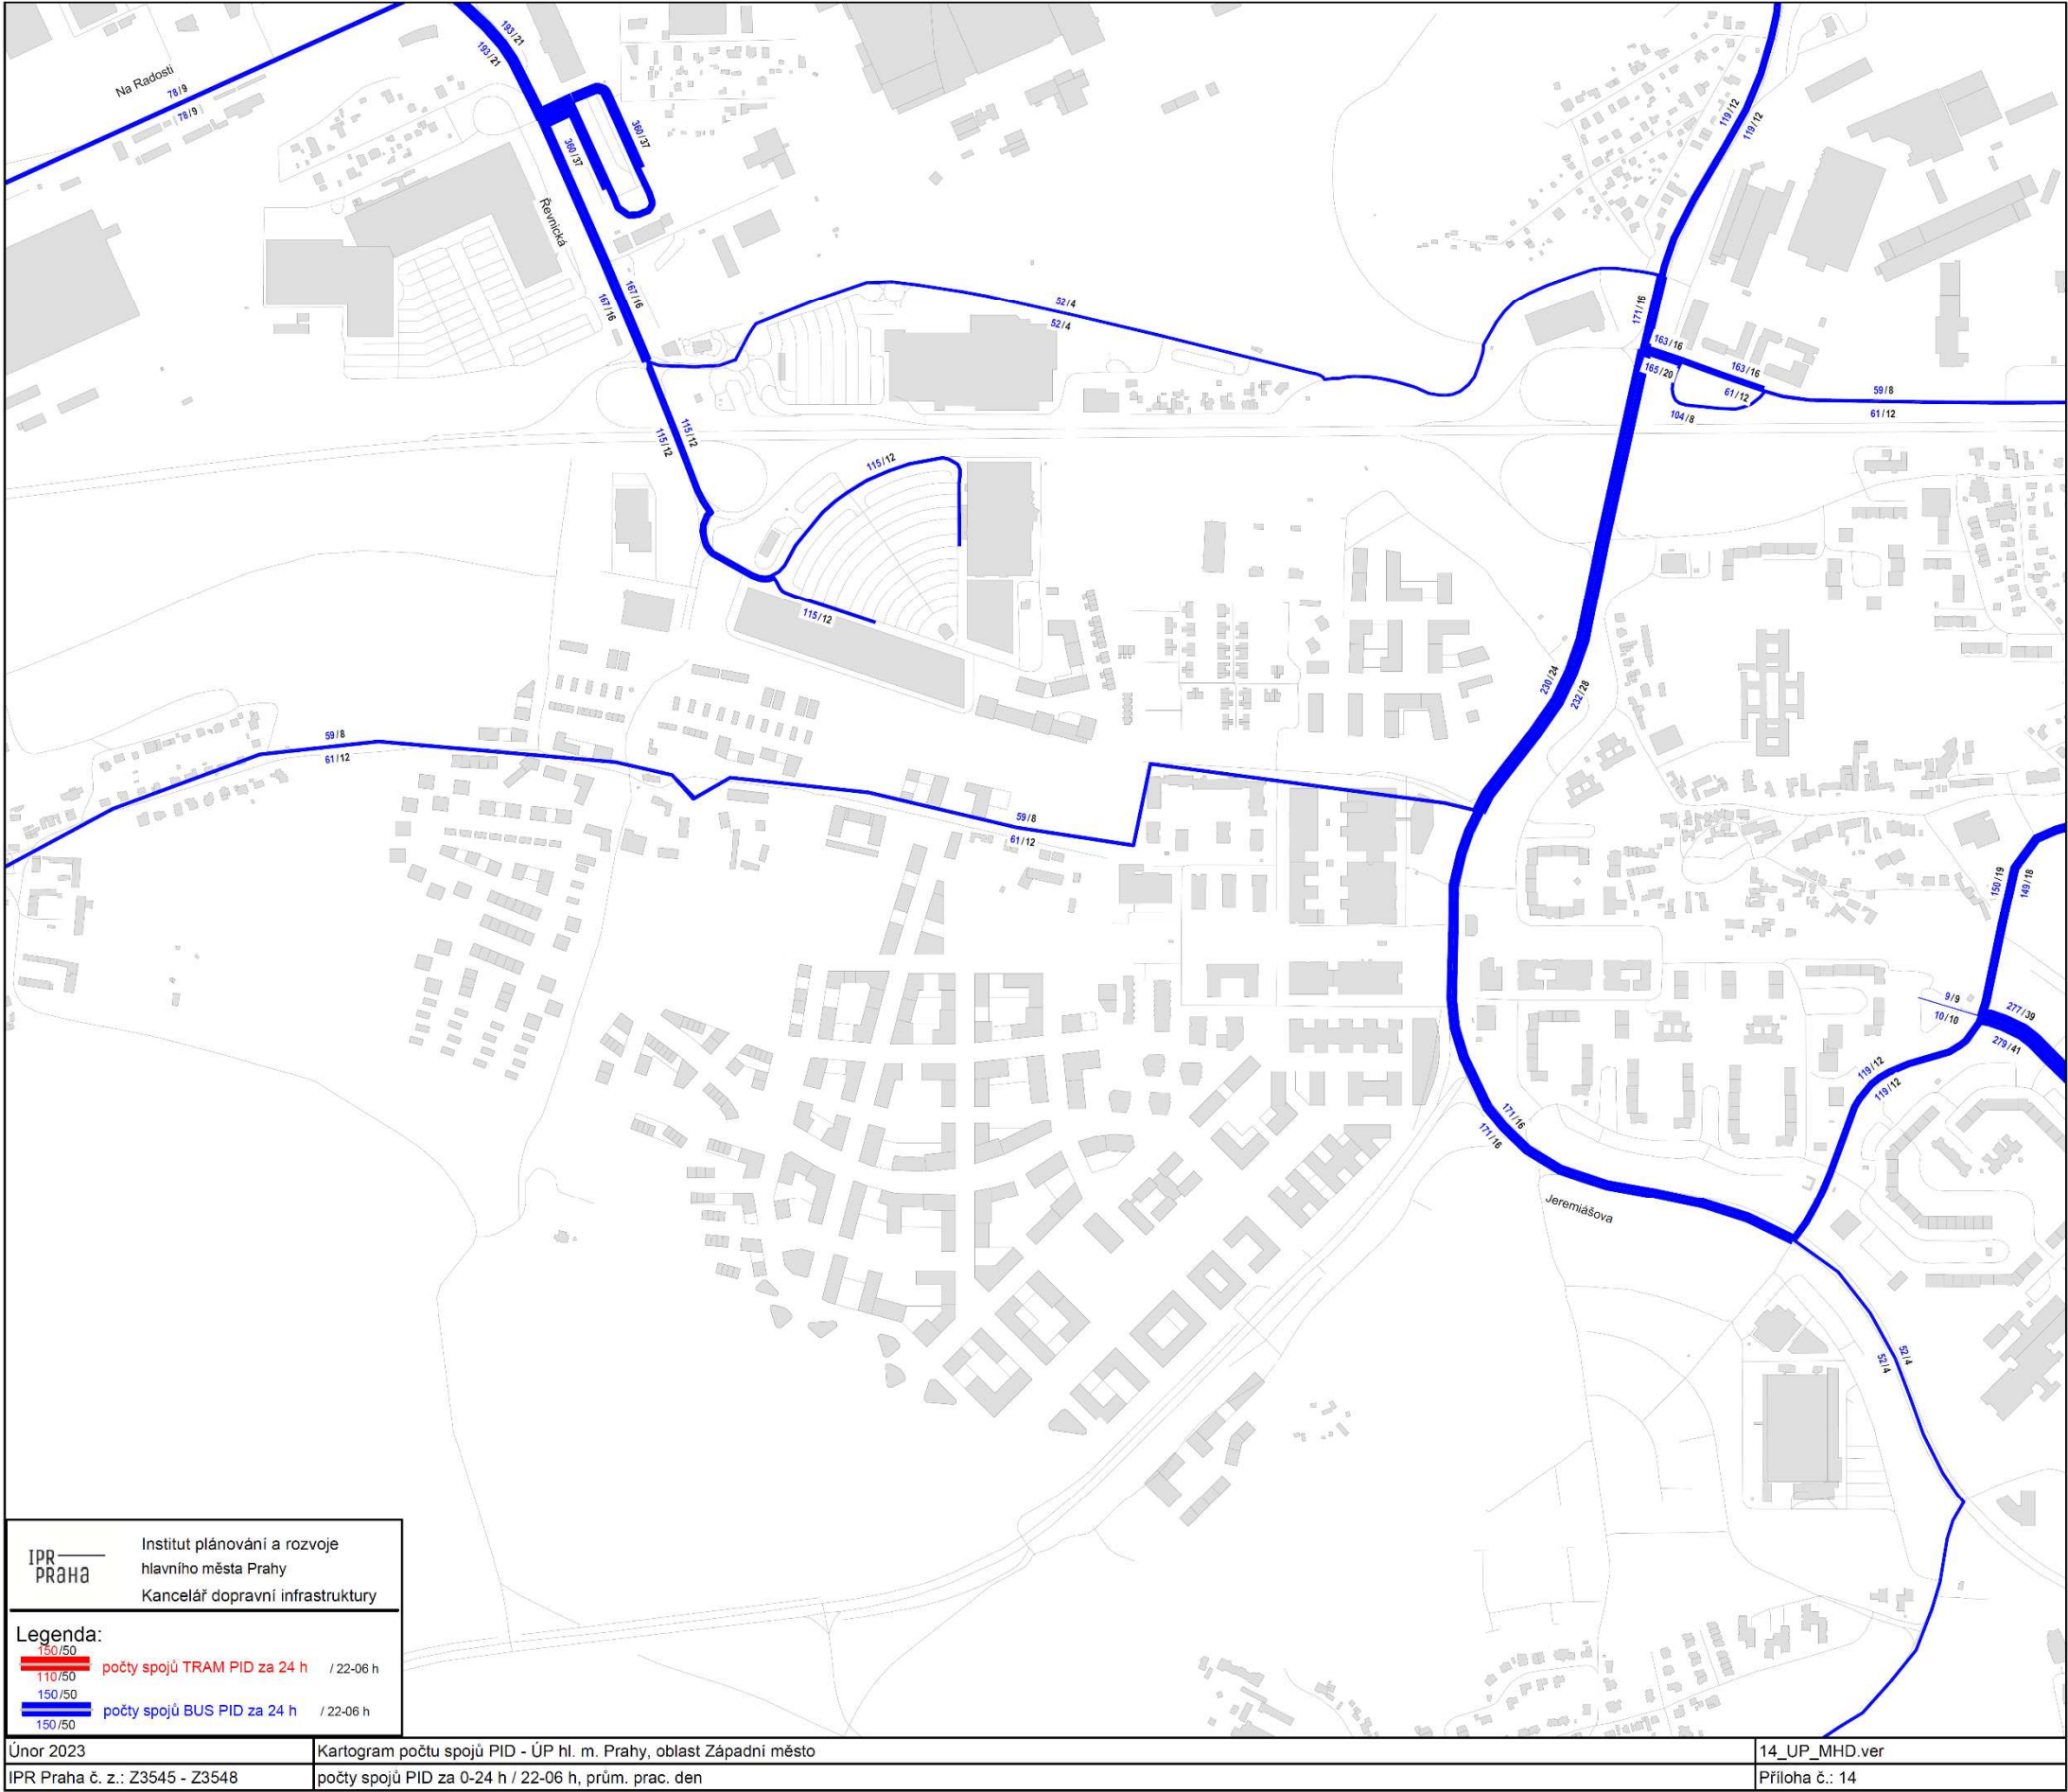 193/21
193/21
Na Radosti
78/9
78/9
360/37
360/37
Řevnická
167/16
167/16
119/12
119/12
52/4
52/4
171/16
163/16
165/20
163/16
61/12
104/8
59/8
61/12
115/12
115/12
115/12
115/12
230/24
232/28
59/8
61/12
59/8
61/12
150/19
149/18
9/9
10/10
277/39
279/41
119/12
119/12
171/16
171/16
Jeremiášova
52/4
52/4
IPR
PRAHA
Institut plánování a rozvoje
hlavního města Prahy
Kancelář dopravní infrastruktury
Legenda:
150/50
110/50
počty spojů TRAM PID za 24 h / 22-06 h
150/50
150/50
počty spojů BUS PID za 24 h / 22-06 h
Únor 2023
Kartogram počtu spojů PID - ÚP hl. m. Prahy, oblast Západní město
14_UP_MHD.ver
IPR Praha č. z.: Z3545 - Z3548
počty spojů PID za 0-24 h / 22-06 h, prům. prac. den
Příloha č.: 14